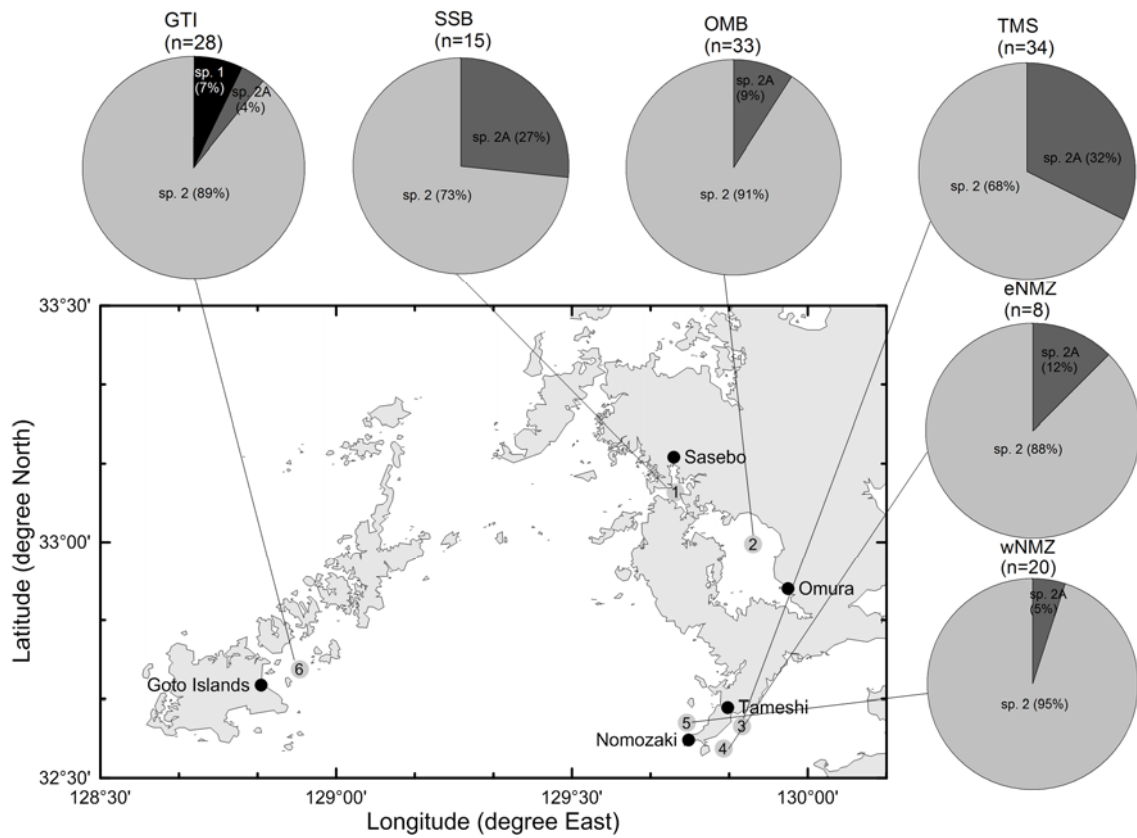 GTI
(n=28)
SSB
(n=15)
OMB
(n=33)
TMS
(n=34)
sp. 1
(7%)
sp. 2A
(4%)
sp. 2 (89%)
sp. 2A (27%)
sp. 2 (73%)
sp. 2A
(9%)
sp. 2 (91%)
sp. 2A (32%)
sp. 2 (68%)
eNMZ
(n=8)
sp. 2A
(12%)
sp. 2 (88%)
wNMZ
(n=20)
sp. 2A
(5%)
sp. 2 (95%)
33°30'
33°00'
32°30'
Latitude (degree North)
Sasebo
1
2
Omura
6
Goto Islands
Tameshi
5
3
Nomozaki
4
128°30'
129°00'
129°30'
130°00'
Longitude (degree East)